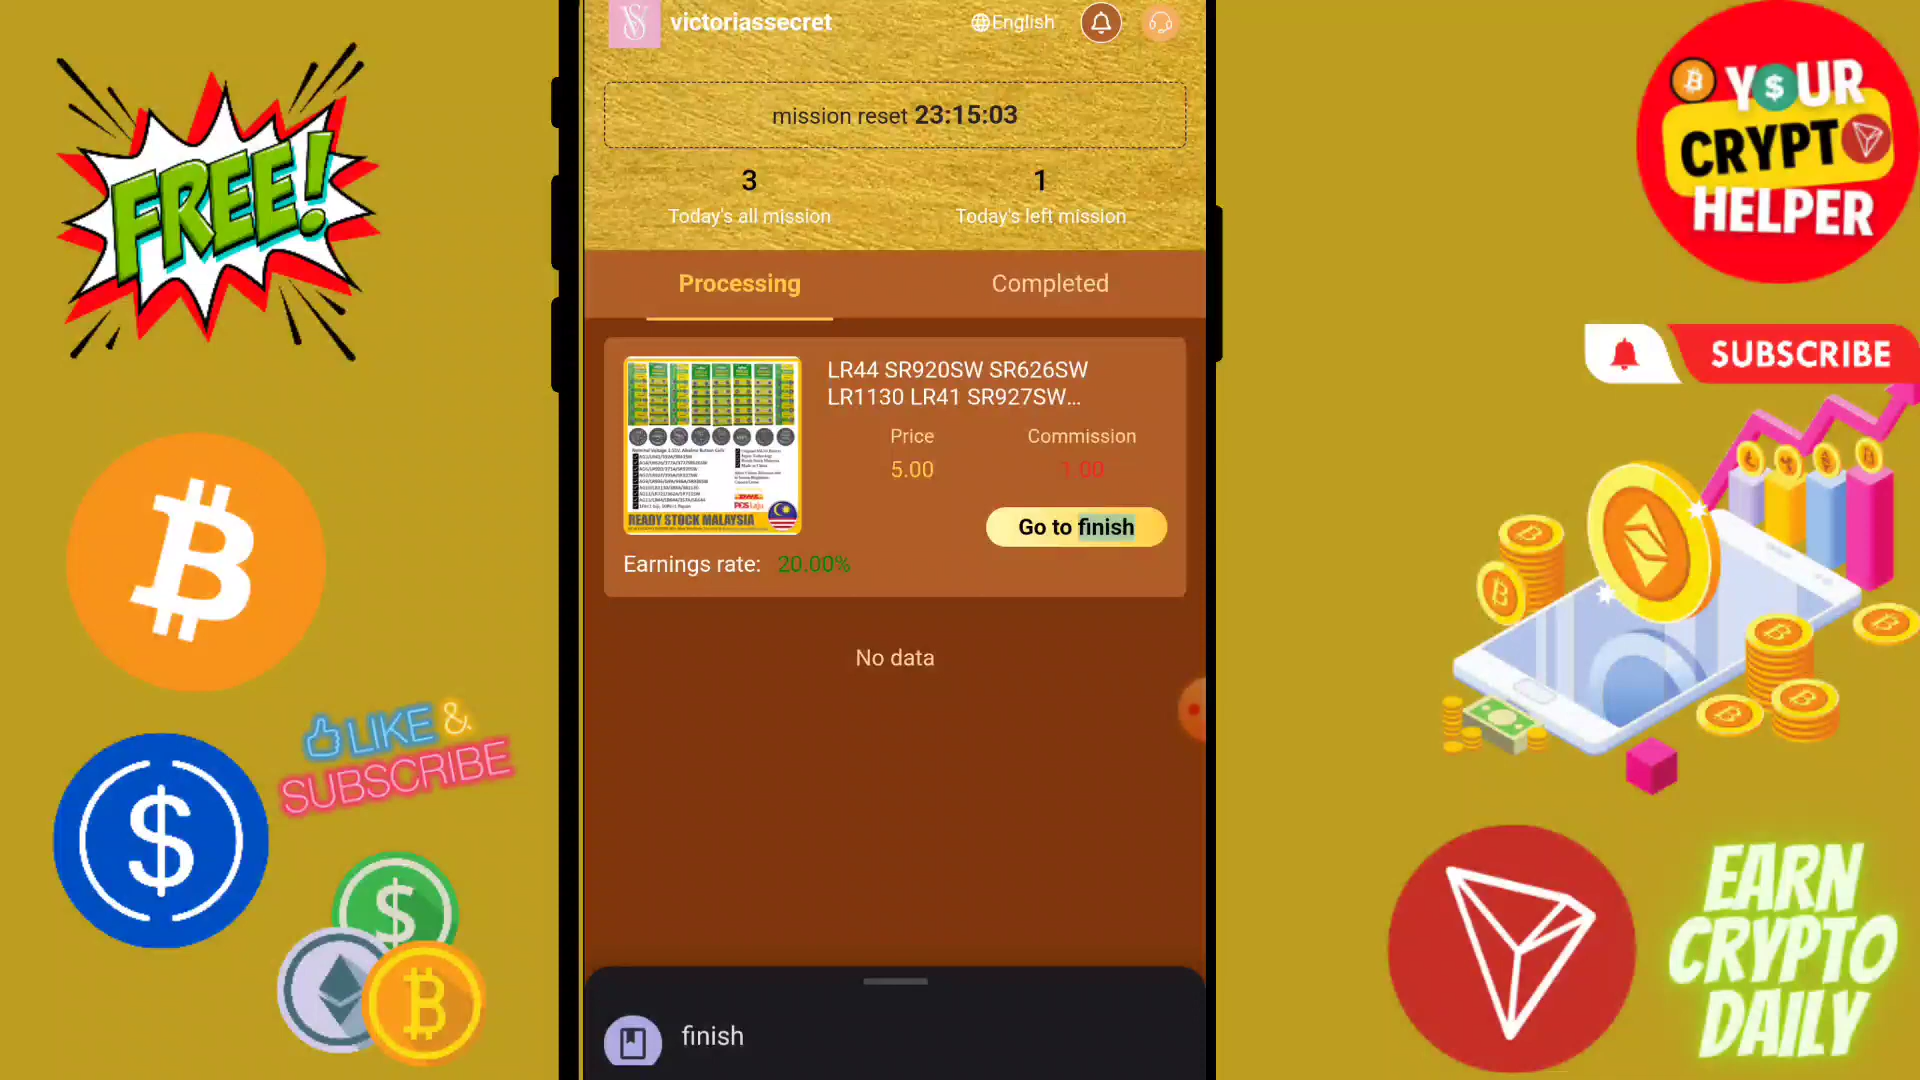 FREE!
LIKE &
SUBSCRIBE
victoriassecret
English
mission reset 23:15:03
3
1
Today's all mission
Today's left mission
Processing
Completed
LR44 SR920SW SR626SW
LR1130 LR41 SR927SW...
Price
Commission
5.00
1.00
Go to finish
READY STOCK MALAYSIA
Earnings rate: 20.00%
No data
finish
Y$UR
CRYPT
HELPER
SUBSCRIBE
EARN
CRYPTO
DAILY